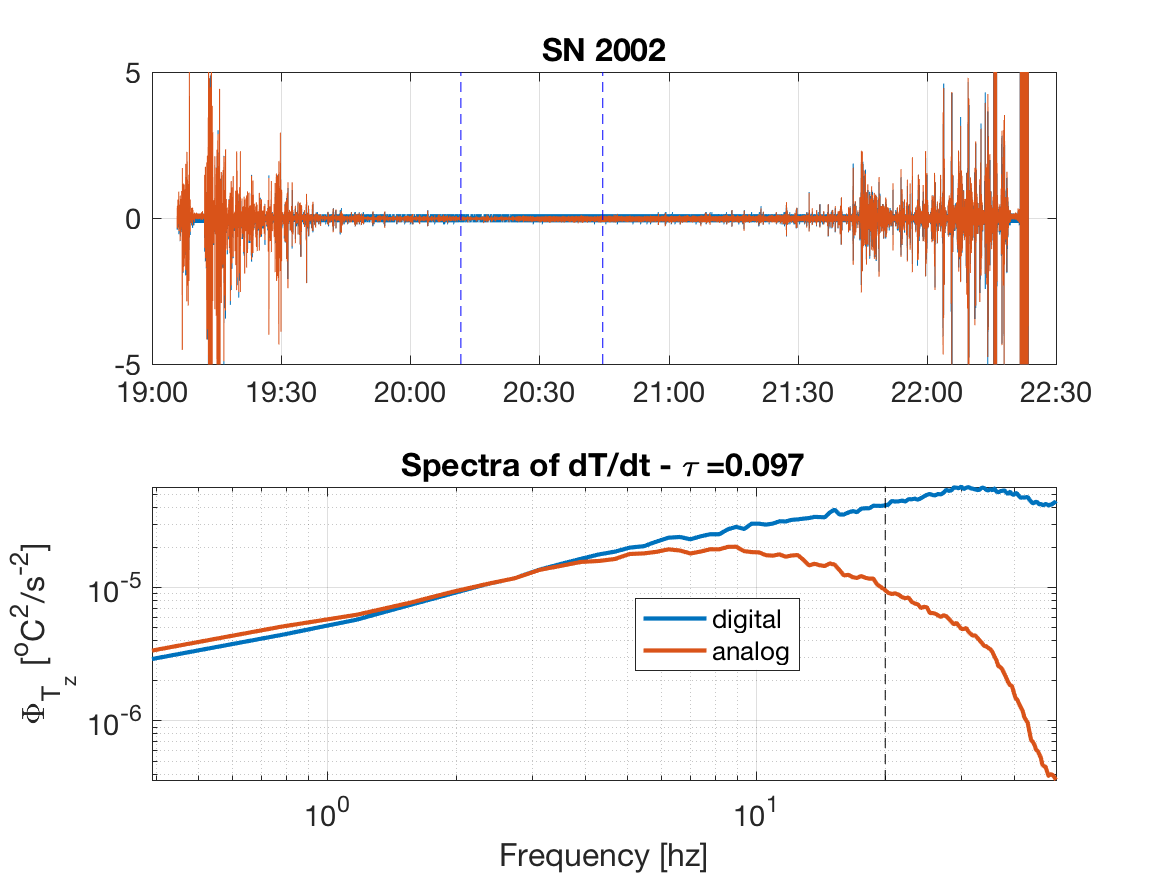 SN 2002
5
0
-5
19:00 19:30 20:00 20:30 21:00 21:30 22:00 22:30
Spectra of dT/dt - τ =0.097
Φ_{T_z} [°C²/s⁻²]
10⁻⁵
10⁻⁶
digital
analog
10⁰ 10¹
Frequency [hz]